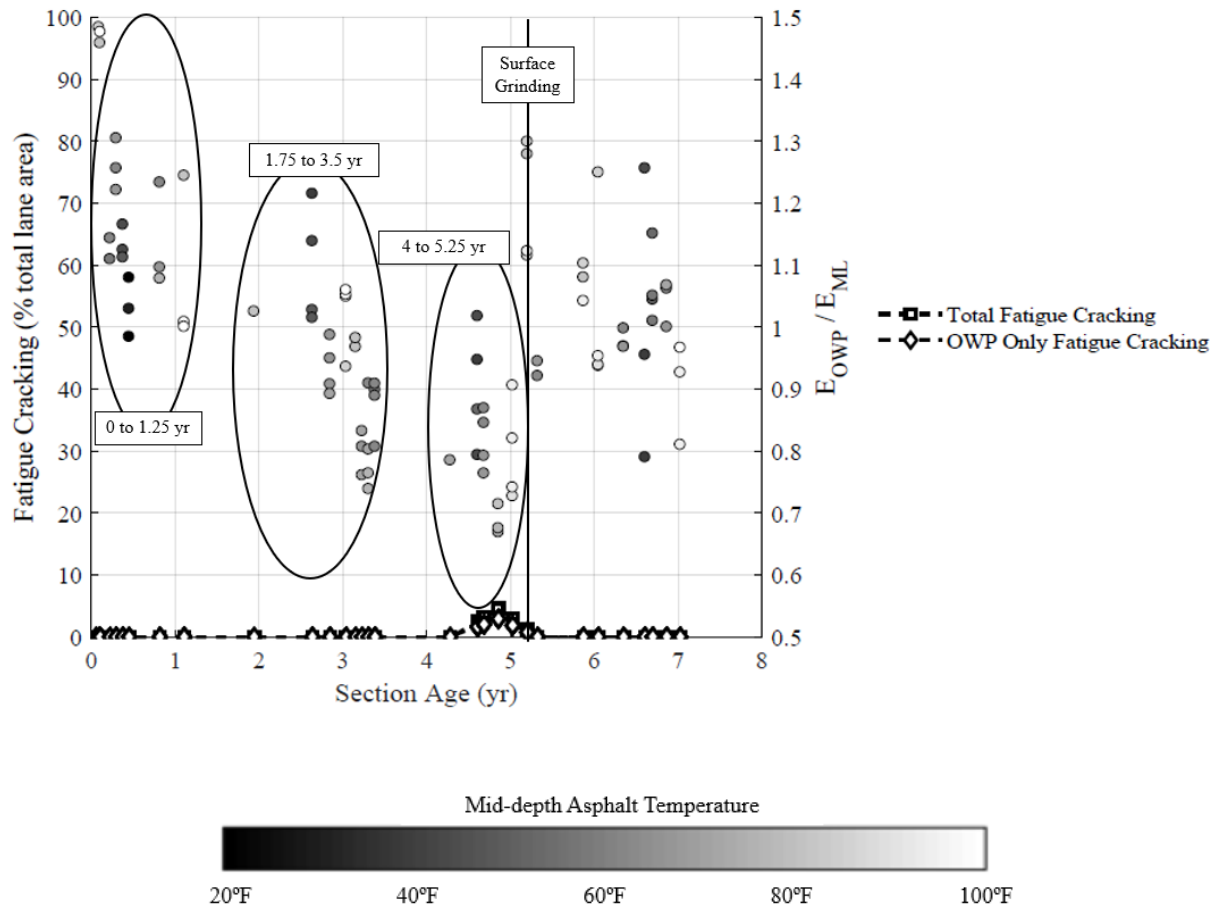 100
90
80
70
60
50
40
30
20
10
0
Fatigue Cracking (% total lane area)
0 1 2 3 4 5 6 7 8
Section Age (yr)
1.5
1.4
1.3
1.2
1.1
1
0.9
0.8
0.7
0.6
0.5
E_OWP / E_ML
Surface
Grinding
1.75 to 3.5 yr
4 to 5.25 yr
0 to 1.25 yr
Total Fatigue Cracking
OWP Only Fatigue Cracking
Mid-depth Asphalt Temperature
20ºF 40ºF 60ºF 80ºF 100ºF